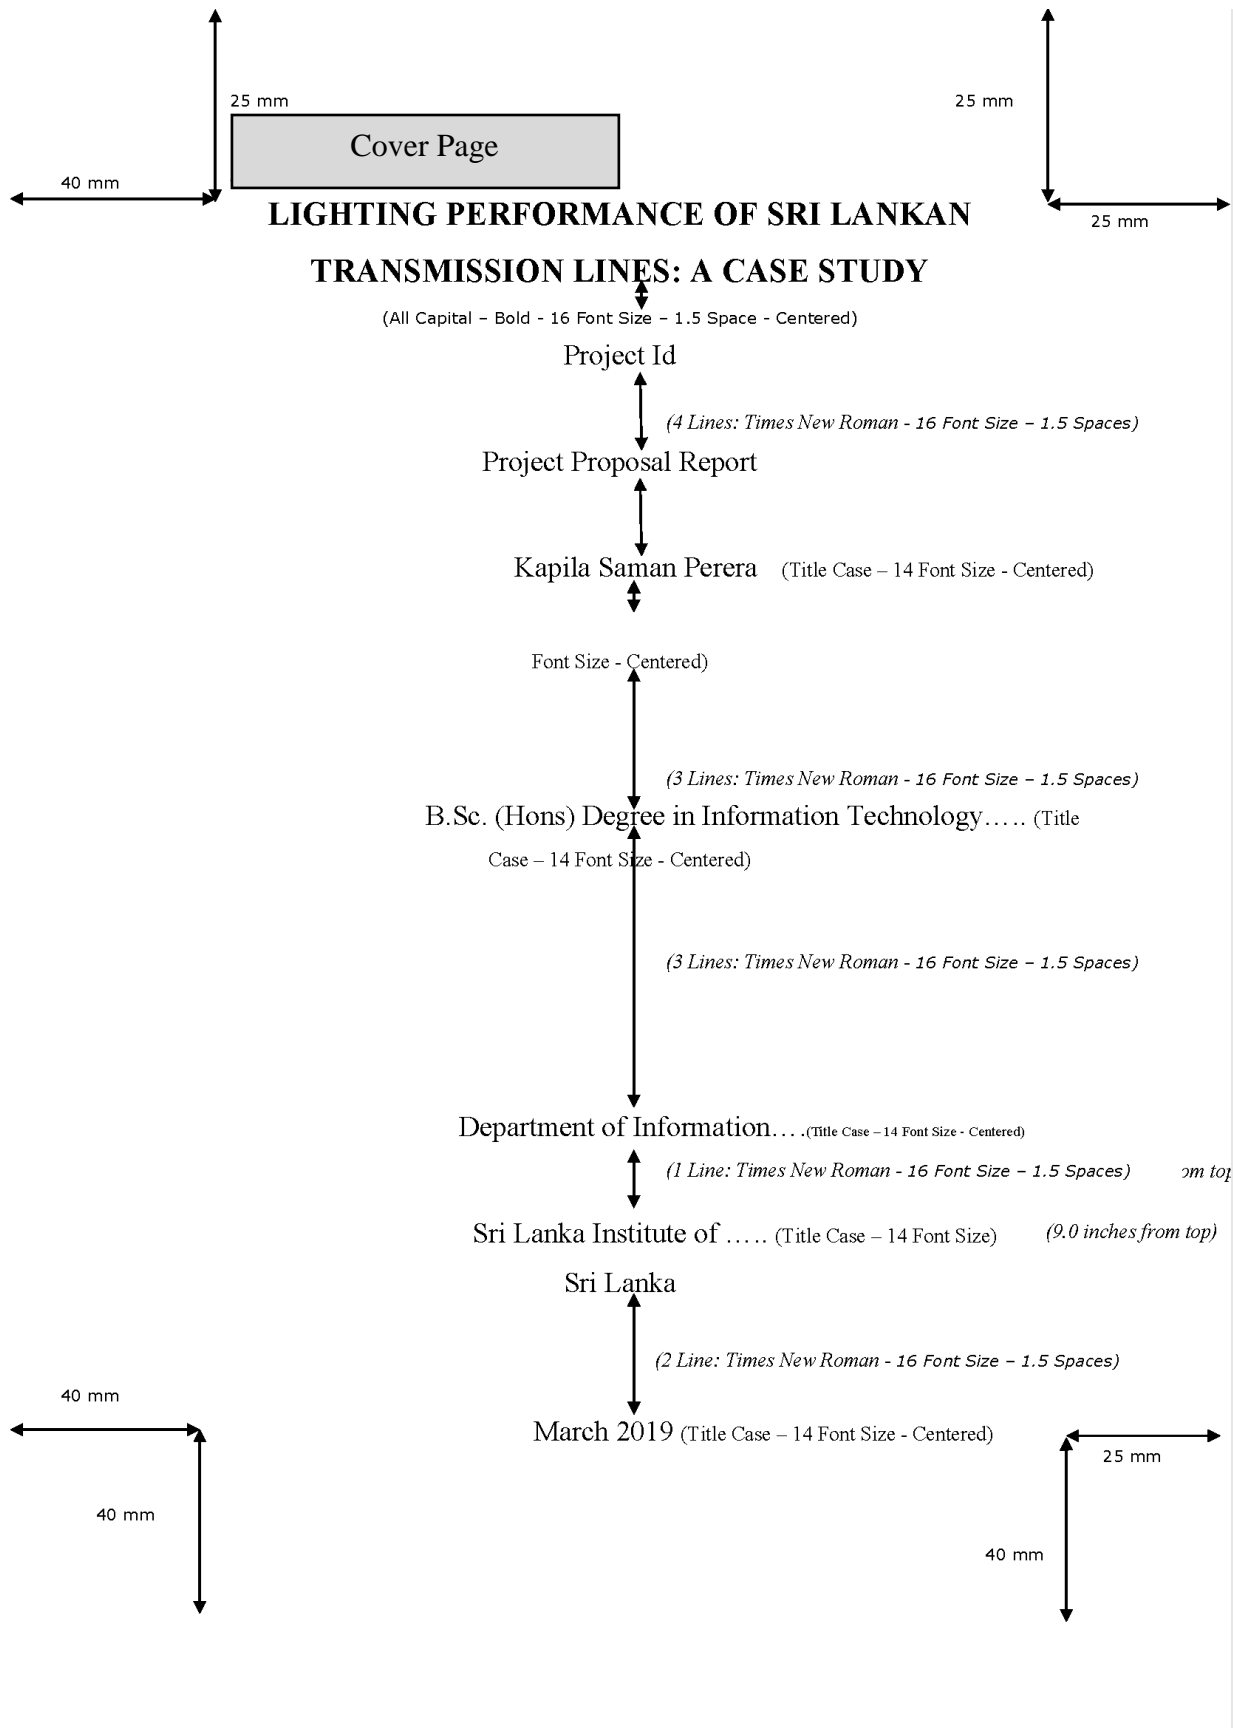 25 mm
25 mm
Cover Page
40 mm
25 mm
LIGHTING PERFORMANCE OF SRI LANKAN
TRANSMISSION LINES: A CASE STUDY
(All Capital – Bold - 16 Font Size – 1.5 Space - Centered)
Project Id
(4 Lines: Times New Roman - 16 Font Size – 1.5 Spaces)
Project Proposal Report
Kapila Saman Perera (Title Case – 14 Font Size - Centered)
Font Size - Centered)
(3 Lines: Times New Roman - 16 Font Size – 1.5 Spaces)
B.Sc. (Hons) Degree in Information Technology….. (Title
Case – 14 Font Size - Centered)
(3 Lines: Times New Roman - 16 Font Size – 1.5 Spaces)
Department of Information….(Title Case – 14 Font Size - Centered)
(1 Line: Times New Roman - 16 Font Size – 1.5 Spaces) top
Sri Lanka Institute of ….. (Title Case – 14 Font Size) (9.0 inches from top)
Sri Lanka
(2 Line: Times New Roman - 16 Font Size – 1.5 Spaces)
40 mm
March 2019 (Title Case – 14 Font Size - Centered)
25 mm
40 mm
40 mm